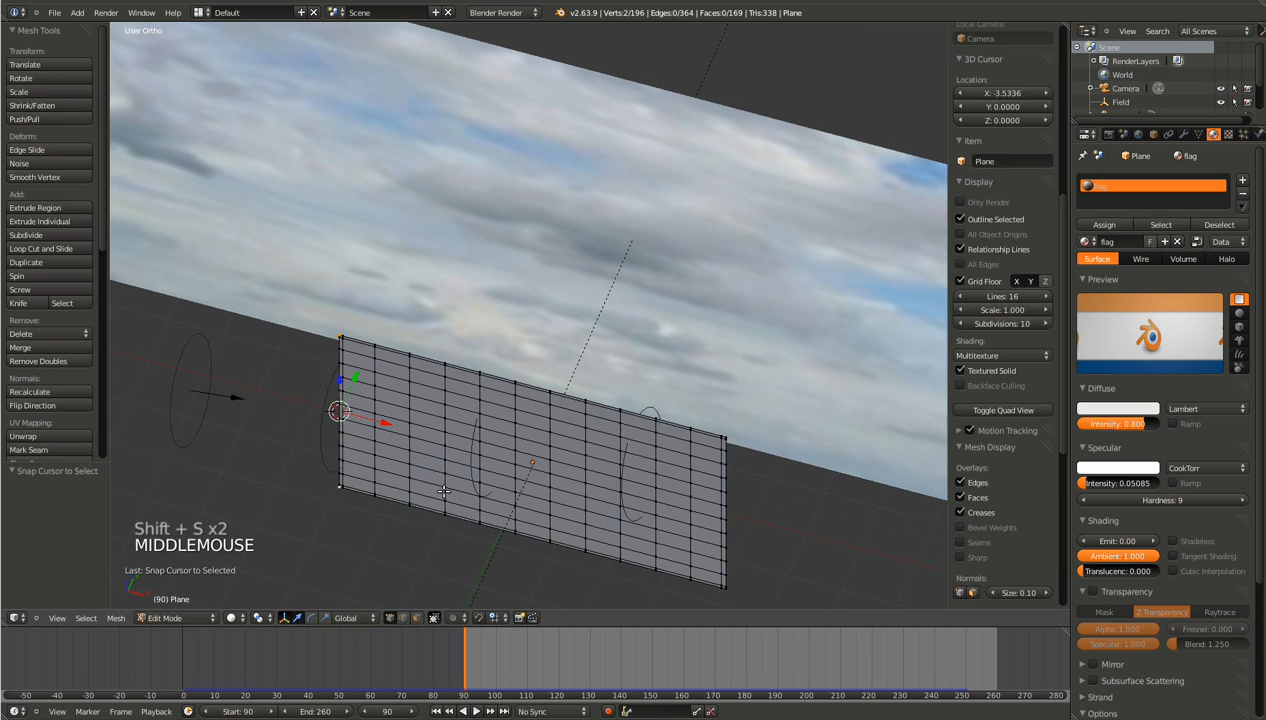 File Add Render Window Help Default Scene Blender Render v2.63.9 | Verts:2/196 | Edges:0/364 | Faces:0/169 | Tris:338 | Plane
Mesh Tools
Transform:
Translate
Rotate
Scale
Shrink/Fatten
Push/Pull
Deform:
Edge Slide
Noise
Smooth Vertex
Add:
Extrude Region
Extrude Individual
Subdivide
Loop Cut and Slide
Duplicate
Spin
Screw
Knife Select
Remove:
Delete
Merge
Remove Doubles
Normals:
Recalculate
Flip Direction
UV Mapping:
Unwrap
Mark Seam
Snap Cursor to Select
User Ortho
Shift + S x2
MIDDLEMOUSE
Last: Snap Cursor to Selected
(90) Plane
Local Camera:
Camera
3D Cursor
Location:
X: -3.5336
Y: 0.0000
Z: 0.0000
Item
Plane
Display
Only Render
Outline Selected
All Object Origins
Relationship Lines
All Edges
Grid Floor X Y Z
Lines: 16
Scale: 1.000
Subdivisions: 10
Shading:
Multitexture
Textured Solid
Backface Culling
Toggle Quad View
Motion Tracking
Mesh Display
Overlays:
Edges
Faces
Creases
Bevel Weights
Seams
Sharp
Normals:
Size: 0.10
View Search All Scenes
Scene
RenderLayers
World
Camera
Field
Plane flag
flag
Assign Select Deselect
flag F Data
Surface Wire Volume Halo
Preview
Diffuse
Lambert
Intensity: 0.800 Ramp
Specular
CookTorr
Intensity: 0.05085 Ramp
Hardness: 9
Shading
Emit: 0.00 Shadeless
Ambient: 1.000 Tangent Shading
Translucenc: 0.000 Cubic Interpolation
Transparency
Mask Z Transparency Raytrace
Alpha: 1.000 Fresnel: 0.000
Specular: 1.000 Blend: 1.250
Mirror
Subsurface Scattering
Strand
Options
View Select Mesh Edit Mode Global
-50 -40 -30 -20 -10 0 10 20 30 40 50 60 70 80 90 100 110 120 130 140 150 160 170 180 190 200 210 220 230 240 250 260 270 280
View Marker Frame Playback Start: 90 End: 260 90 No Sync